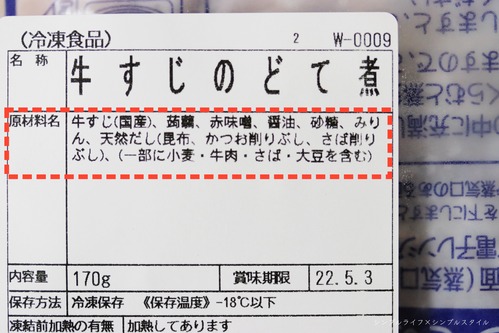 (冷凍食品) 2 W-0009
名称 牛すじのどて煮
原材料名 牛すじ(国産)、蒟蒻、赤味噌、醤油、砂糖、みりん、天然だし(昆布、かつお削りぶし、さば削りぶし)、(一部に小麦・牛肉・さば・大豆を含む)
内容量 170g 賞味期限 22.5.3
保存方法 冷凍保存 《保存温度》-18℃以下
凍結前加熱の有無 加熱してあります